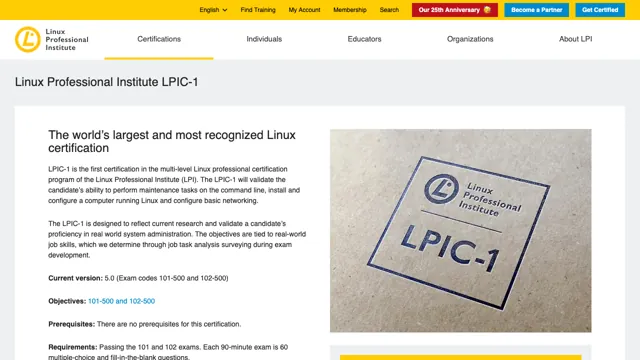 English Find Training My Account Membership Search Our 25th Anniversary Become a Partner Get Certified
Linux
Professional
Institute
Certifications Individuals Educators Organizations About LPI
Linux Professional Institute LPIC-1
The world's largest and most recognized Linux
certification
LPIC-1 is the first certification in the multi-level Linux professional certification
program of the Linux Professional Institute (LPI). The LPIC-1 will validate the
candidate's ability to perform maintenance tasks on the command line, install and
configure a computer running Linux and configure basic networking.
The LPIC-1 is designed to reflect current research and validate a candidate's
proficiency in real world system administration. The objectives are tied to real-world
job skills, which we determine through job task analysis surveying during exam
development.
Current version: 5.0 (Exam codes 101-500 and 102-500)
Objectives: 101-500 and 102-500
Prerequisites: There are no prerequisites for this certification.
Requirements: Passing the 101 and 102 exams. Each 90-minute exam is 60
multiple-choice and fill-in-the-blank questions.
Linux
Professional
Institute
LPIC-1